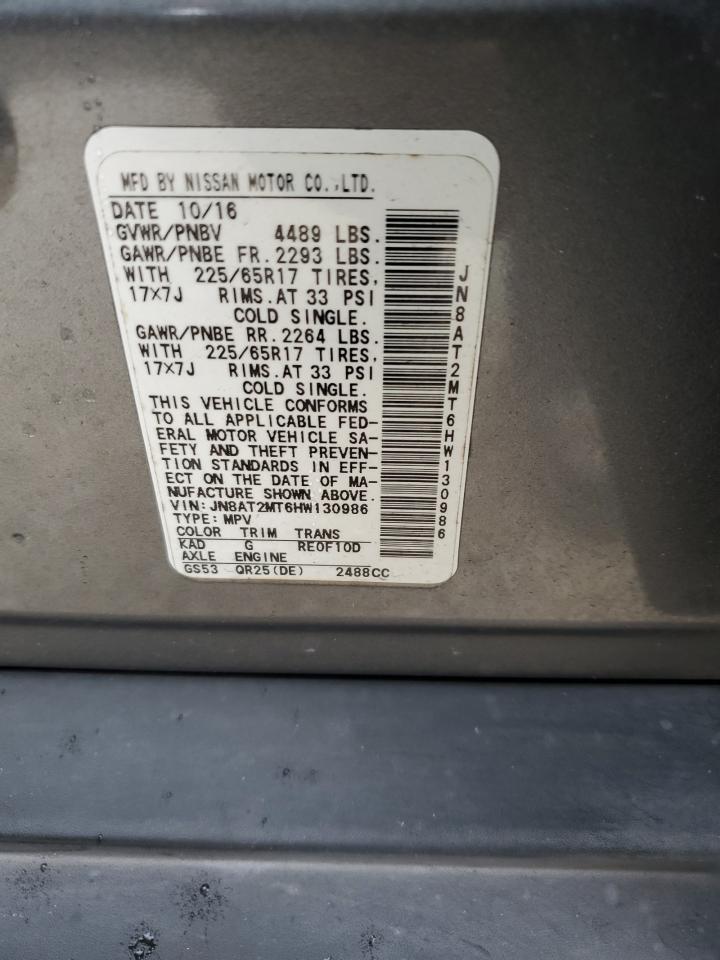 MFD BY NISSAN MOTOR CO.,LTD.
DATE 10/16
GVWR/PNBV 4489 LBS.
GAWR/PNBE FR. 2293 LBS.
WITH 225/65R17 TIRES,
17×7J RIMS.AT 33 PSI
COLD SINGLE.
GAWR/PNBE RR. 2264 LBS.
WITH 225/65R17 TIRES,
17×7J RIMS.AT 33 PSI
COLD SINGLE.
THIS VEHICLE CONFORMS
TO ALL APPLICABLE FED-
ERAL MOTOR VEHICLE SA-
FETY AND THEFT PREVEN-
TION STANDARDS IN EFF-
ECT ON THE DATE OF MA-
NUFACTURE SHOWN ABOVE.
VIN: JN8AT2MT6HW130986
TYPE: MPV
COLOR TRIM TRANS
KAD G RE0F10D
AXLE ENGINE
GS53 QR25(DE) 2488CC
JN8AT2MT6HW130986